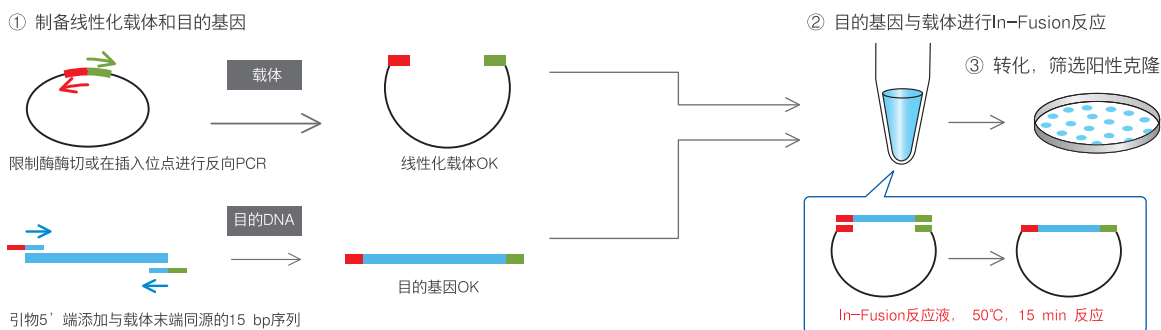 ① 制备线性化载体和目的基因
载体
限制酶酶切或在插入位点进行反向PCR
线性化载体OK
目的DNA
引物5’端添加与载体末端同源的15 bp序列
目的基因OK
② 目的基因与载体进行In-Fusion反应
③ 转化，筛选阳性克隆
In-Fusion反应液， 50℃，15 min 反应